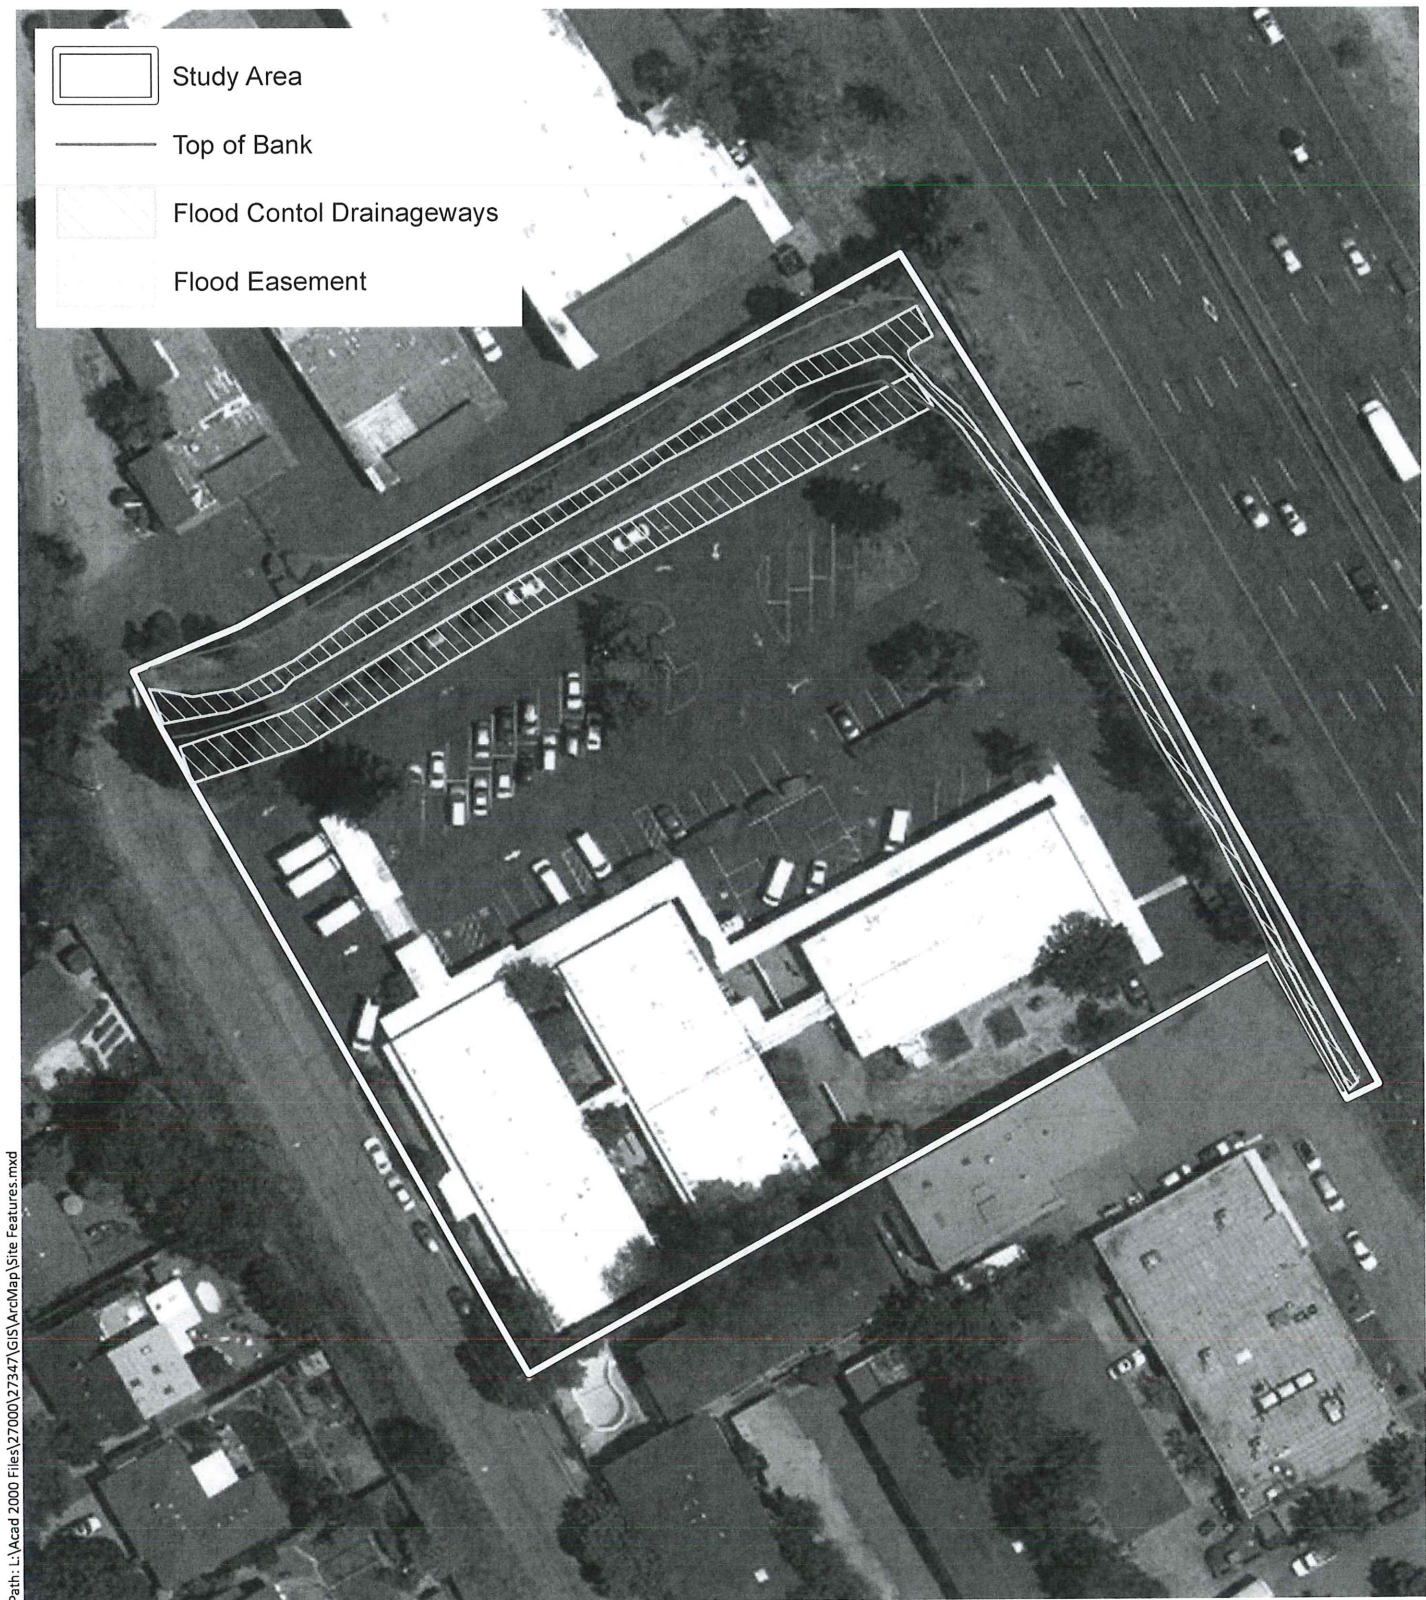 Study Area
Top of Bank
Flood Contol Drainageways
Flood Easement
Path: L:\Acad 2000 Files\27000\27347\GIS\ArcMap\Site Features.mxd